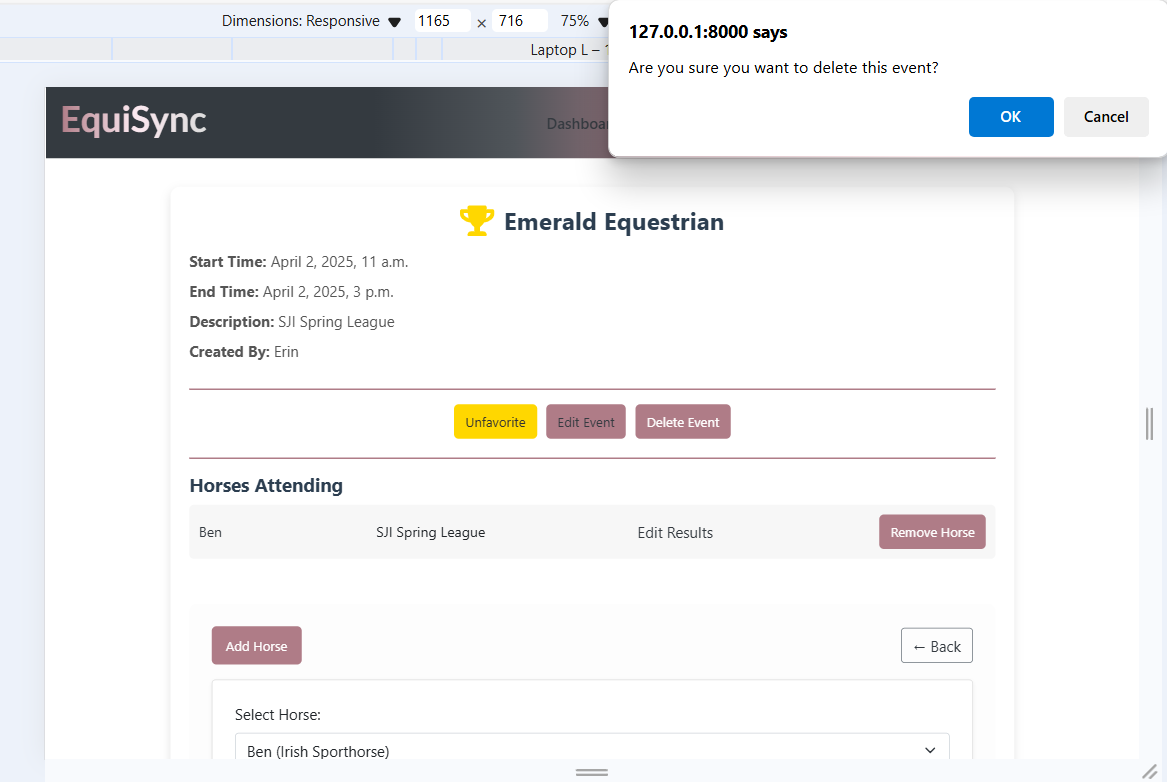 Dimensions: Responsive ▼ 1165 × 716 75% ▼
Laptop L –
127.0.0.1:8000 says
Are you sure you want to delete this event?
OK Cancel
EquiSync
Emerald Equestrian
Start Time: April 2, 2025, 11 a.m.
End Time: April 2, 2025, 3 p.m.
Description: SJI Spring League
Created By: Erin
Unfavorite Edit Event Delete Event
Horses Attending
Ben SJI Spring League Edit Results Remove Horse
Add Horse ← Back
Select Horse:
Ben (Irish Sporthorse)